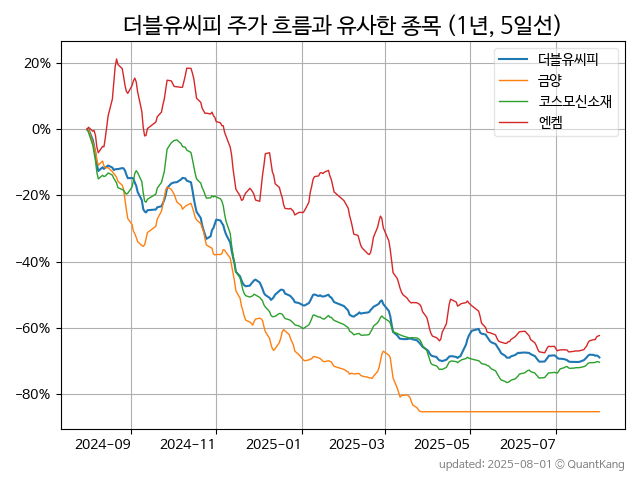 더블유씨피 주가 흐름과 유사한 종목 (1년, 5일선)
더블유씨피
금양
코스모신소재
엔켐
20%
0%
−20%
−40%
−60%
−80%
2024-09
2024-11
2025-01
2025-03
2025-05
2025-07
updated: 2025-08-01 © QuantKang